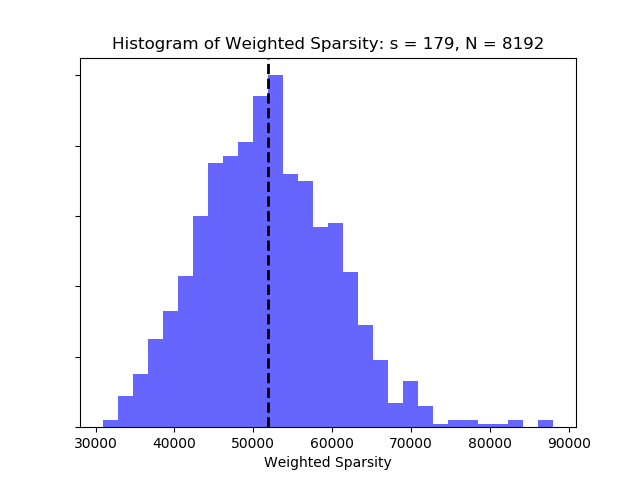 Histogram of Weighted Sparsity: s = 179, N = 8192
30000 40000 50000 60000 70000 80000 90000
Weighted Sparsity